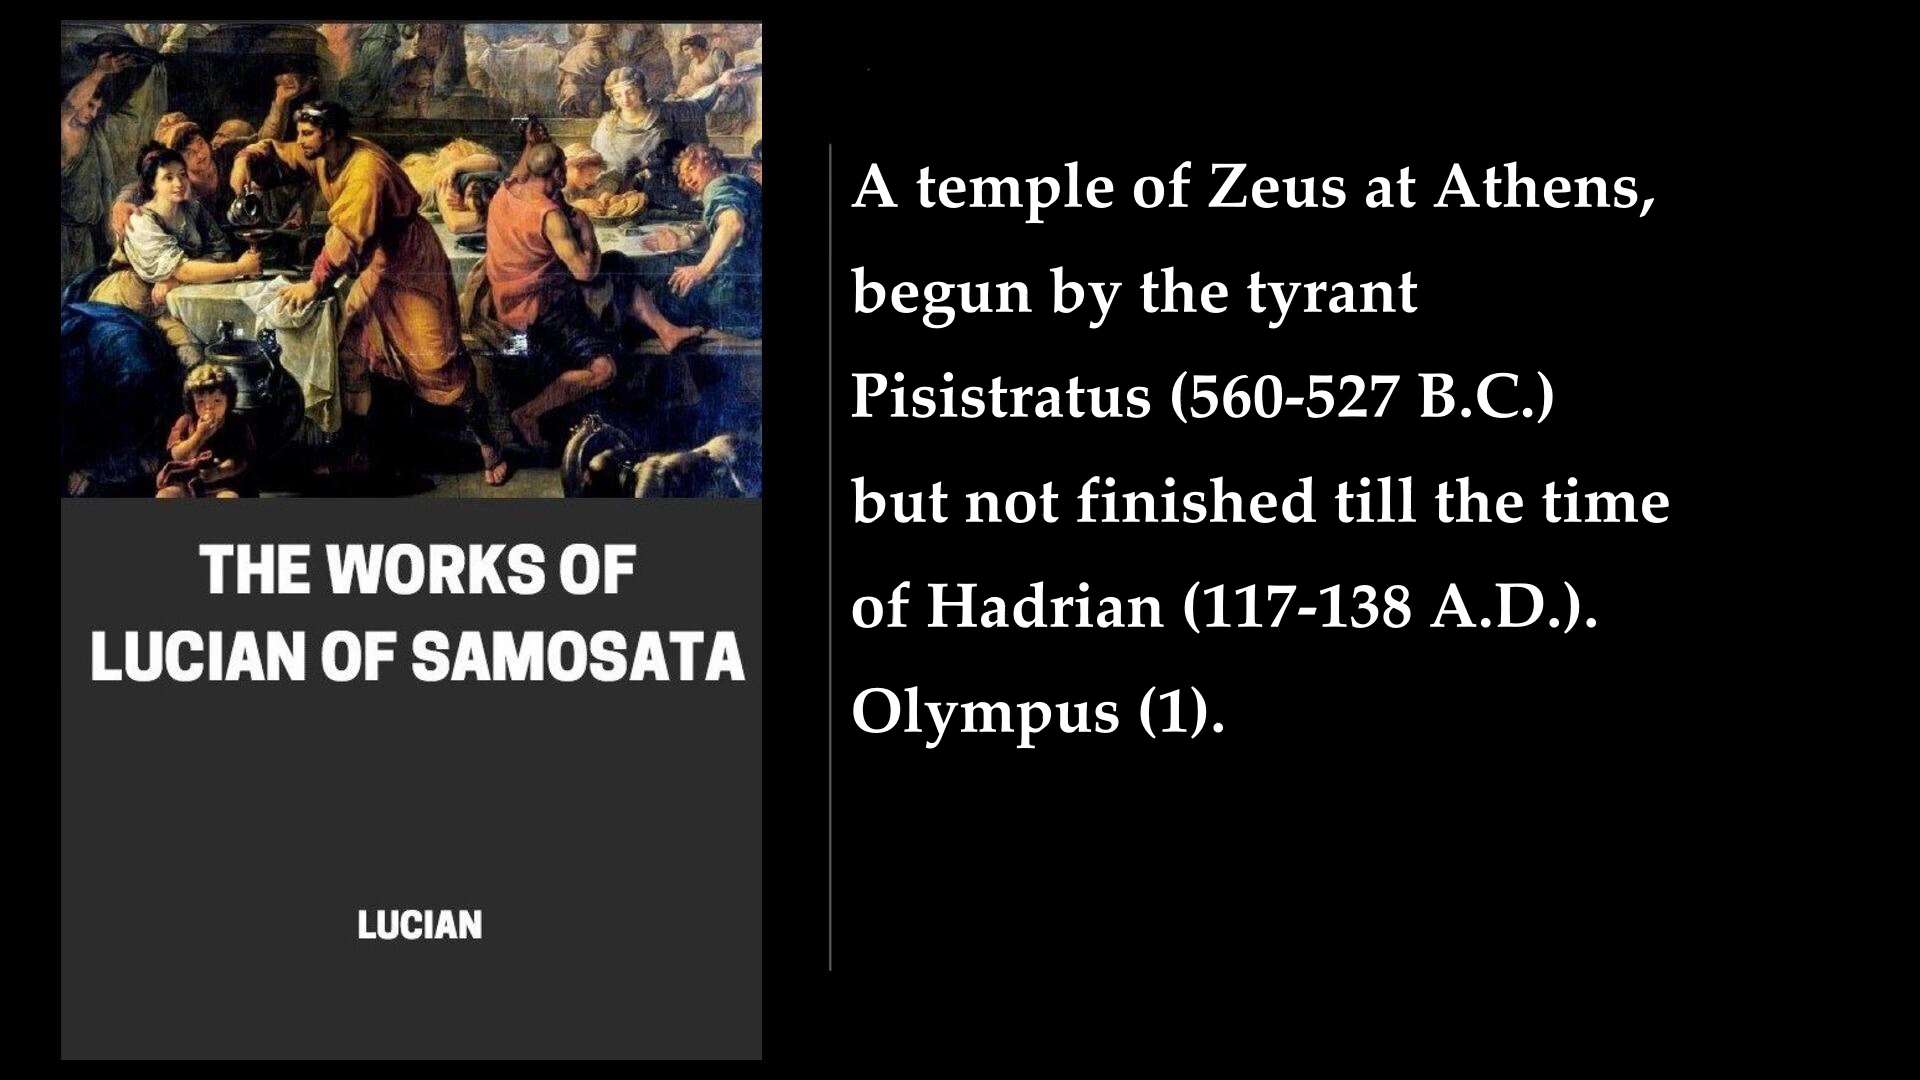 THE WORKS OF
LUCIAN OF SAMOSATA
LUCIAN
A temple of Zeus at Athens,
begun by the tyrant
Pisistratus (560-527 B.C.)
but not finished till the time
of Hadrian (117-138 A.D.).
Olympus (1).